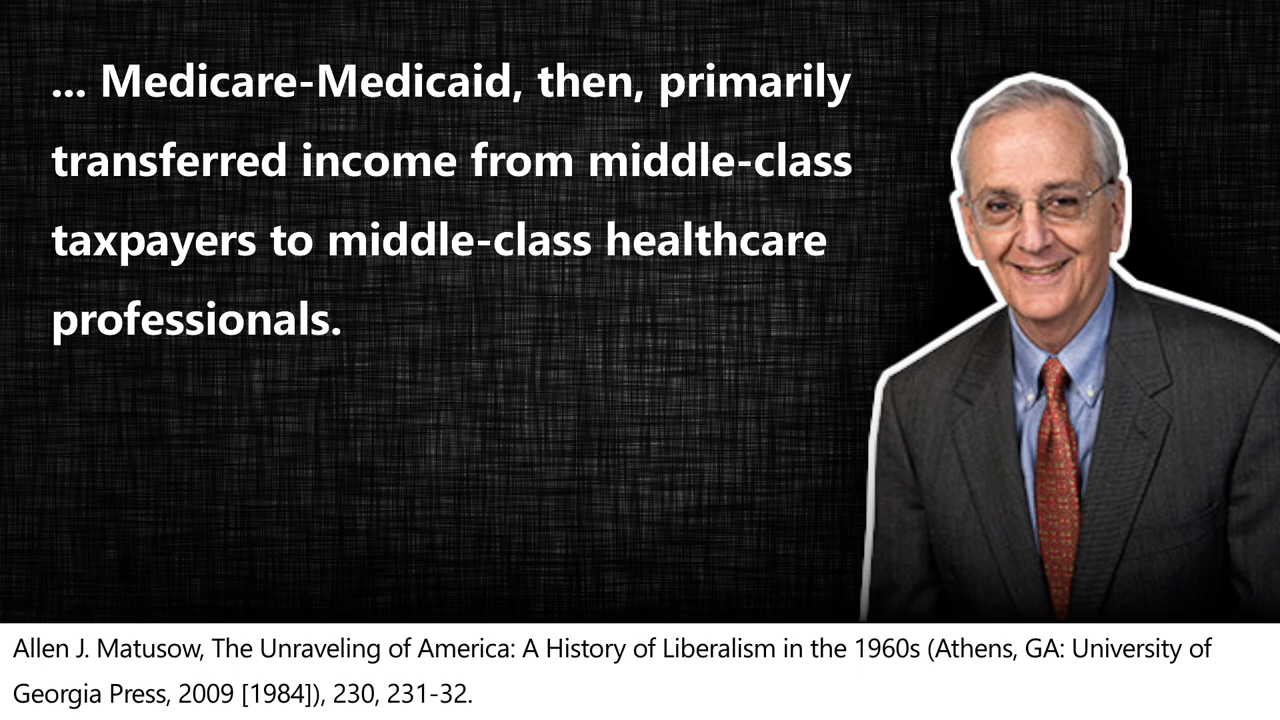 ... Medicare-Medicaid, then, primarily
transferred income from middle-class
taxpayers to middle-class healthcare
professionals.
Allen J. Matusow, The Unraveling of America: A History of Liberalism in the 1960s (Athens, GA: University of
Georgia Press, 2009 [1984]), 230, 231-32.